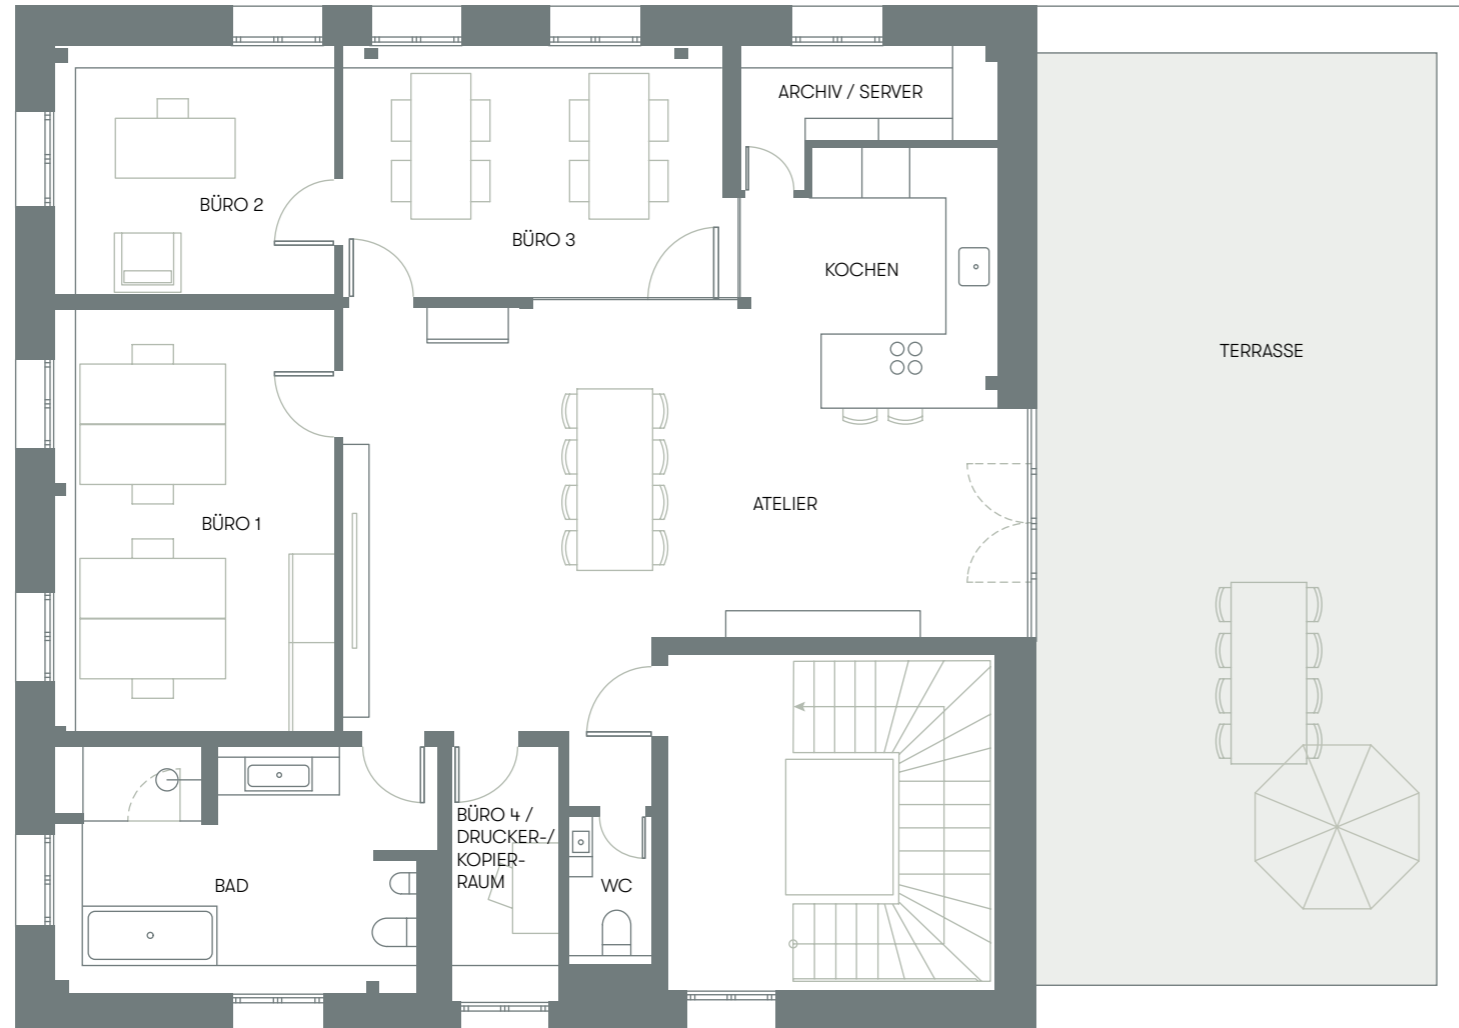 ARCHIV / SERVER
BÜRO 2
BÜRO 3
KOCHEN
TERRASSE
ATELIER
BÜRO 1
BÜRO 4 /
DRUCKER-/
KOPIER-
RAUM
BAD
WC